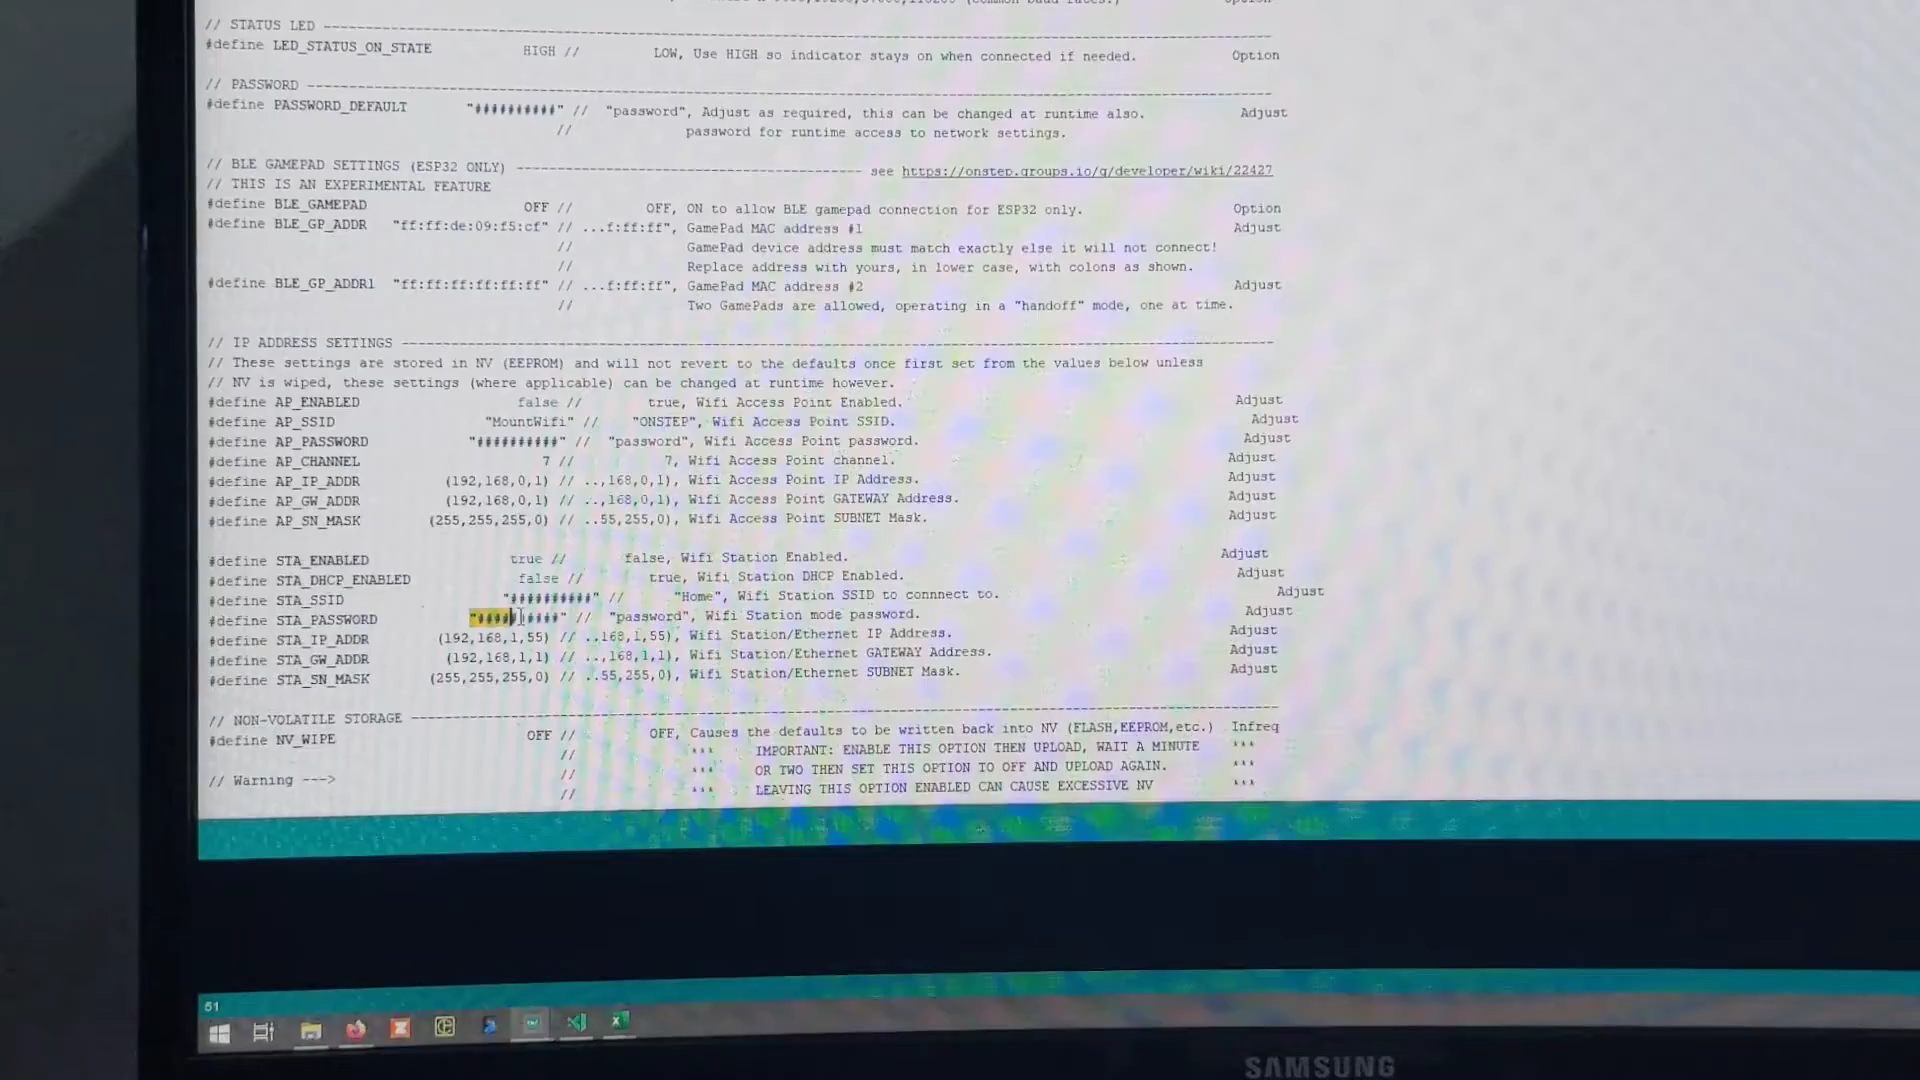 // STATUS LED ---
#define LED_STATUS_ON_STATE HIGH // LOW, Use HIGH so indicator stays on when connected if needed. Option
// PASSWORD ---
#define PASSWORD_DEFAULT "##########" // "password", Adjust as required, this can be changed at runtime also. Adjust
// password for runtime access to network settings.
// BLE GAMEPAD SETTINGS (ESP32 ONLY) --- see https://onstep.groups.io/g/developer/wiki/22427
// THIS IS AN EXPERIMENTAL FEATURE
#define BLE_GAMEPAD OFF // OFF, ON to allow BLE gamepad connection for ESP32 only. Option
#define BLE_GP_ADDR "ff:ff:de:09:f5:cf" // ...f:ff:ff", GamePad MAC address #1 Adjust
// GamePad device address must match exactly else it will not connect!
// Replace address with yours, in lower case, with colons as shown.
#define BLE_GP_ADDR1 "ff:ff:ff:ff:ff:ff" // ...f:ff:ff", GamePad MAC address #2 Adjust
// Two GamePads are allowed, operating in a "handoff" mode, one at time.
// IP ADDRESS SETTINGS ---
// These settings are stored in NV (EEPROM) and will not revert to the defaults once first set from the values below unless
// NV is wiped, these settings (where applicable) can be changed at runtime however.
#define AP_ENABLED false // true, Wifi Access Point Enabled. Adjust
#define AP_SSID "MountWifi" // "ONSTEP", Wifi Access Point SSID. Adjust
#define AP_PASSWORD "##########" // "password", Wifi Access Point password. Adjust
#define AP_CHANNEL 7 // 7, Wifi Access Point channel. Adjust
#define AP_IP_ADDR (192,168,0,1) // ..,168,0,1), Wifi Access Point IP Address. Adjust
#define AP_GW_ADDR (192,168,0,1) // ..,168,0,1), Wifi Access Point GATEWAY Address. Adjust
#define AP_SN_MASK (255,255,255,0) // ..55,255,0), Wifi Access Point SUBNET Mask. Adjust
#define STA_ENABLED true // false, Wifi Station Enabled. Adjust
#define STA_DHCP_ENABLED false // true, Wifi Station DHCP Enabled. Adjust
#define STA_SSID "##########" // "Home", Wifi Station SSID to connnect to. Adjust
#define STA_PASSWORD "##########" // "password", Wifi Station mode password. Adjust
#define STA_IP_ADDR (192,168,1,55) // ..168,1,55), Wifi Station/Ethernet IP Address. Adjust
#define STA_GW_ADDR (192,168,1,1) // ..,168,1,1), Wifi Station/Ethernet GATEWAY Address. Adjust
#define STA_SN_MASK (255,255,255,0) // ..55,255,0), Wifi Station/Ethernet SUBNET Mask. Adjust
// NON-VOLATILE STORAGE ---
#define NV_WIPE OFF // OFF, Causes the defaults to be written back into NV (FLASH,EEPROM,etc.) Infreq
// *** IMPORTANT: ENABLE THIS OPTION THEN UPLOAD, WAIT A MINUTE ***
// *** OR TWO THEN SET THIS OPTION TO OFF AND UPLOAD AGAIN. ***
// Warning ---> // *** LEAVING THIS OPTION ENABLED CAN CAUSE EXCESSIVE NV ***
51
SAMSUNG